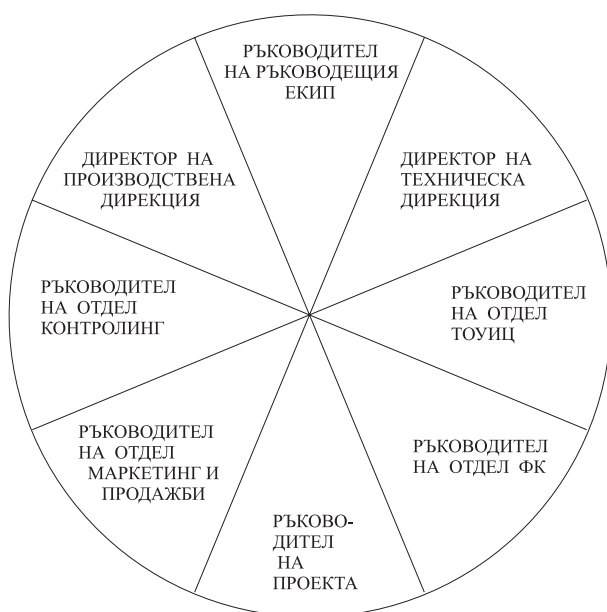 РЪКОВОДИТЕЛ
НА РЪКОВОДЕЩИЯ
ЕКИП
ДИРЕКТОР НА
ТЕХНИЧЕСКА
ДИРЕКЦИЯ
РЪКОВОДИТЕЛ
НА ОТДЕЛ
ТОУИЦ
РЪКОВОДИТЕЛ
НА ОТДЕЛ ФК
РЪКОВО-
ДИТЕЛ
НА
ПРОЕКТА
РЪКОВОДИТЕЛ
НА ОТДЕЛ
МАРКЕТИНГ И
ПРОДАЖБИ
РЪКОВОДИТЕЛ
НА ОТДЕЛ
КОНТРОЛИНГ
ДИРЕКТОР НА
ПРОИЗВОДСТВЕНА
ДИРЕКЦИЯ